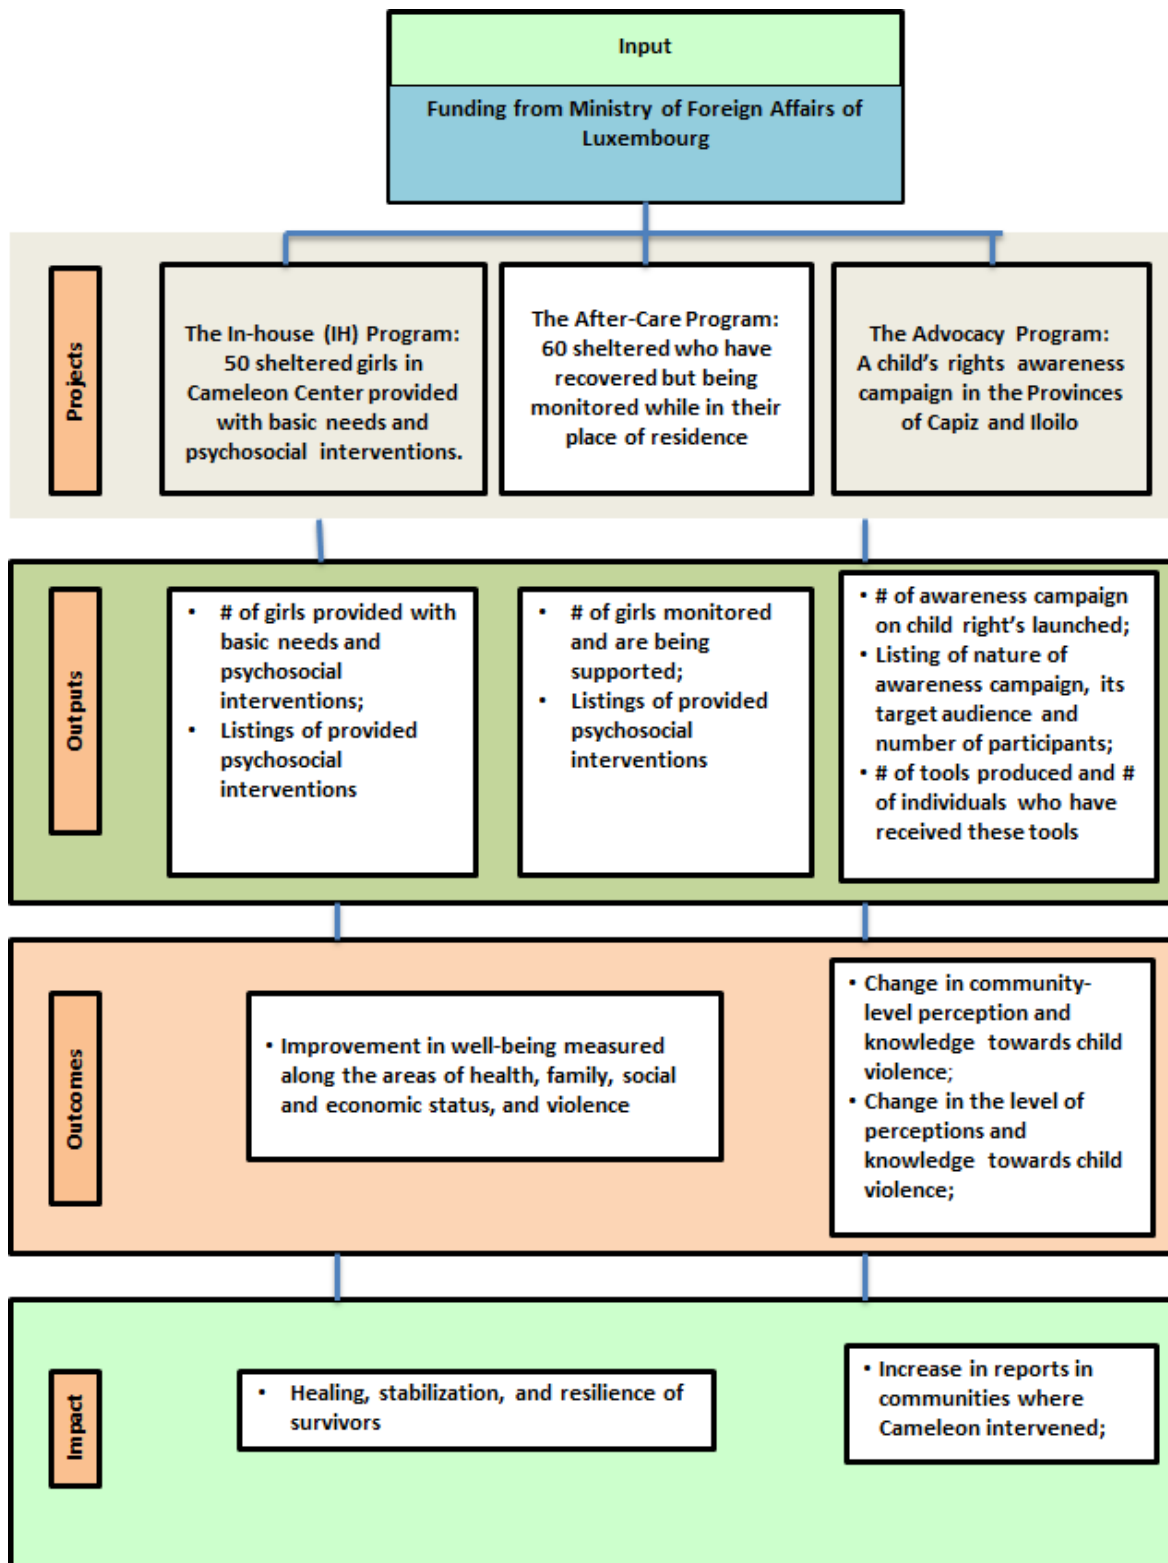 Input
Funding from Ministry of Foreign Affairs of
Luxembourg
Projects
The In-house (IH) Program:
50 sheltered girls in
Cameleon Center provided
with basic needs and
psychosocial interventions.
The After-Care Program:
60 sheltered who have
recovered but being
monitored while in their
place of residence
The Advocacy Program:
A child's rights awareness
campaign in the Provinces
of Capiz and Iloilo
Outputs
• # of girls provided with
basic needs and
psychosocial
interventions;
• Listings of provided
psychosocial
interventions
• # of girls monitored
and are being
supported;
• Listings of provided
psychosocial
interventions
• # of awareness campaign
on child right's launched;
• Listing of nature of
awareness campaign, its
target audience and
number of participants;
• # of tools produced and #
of individuals who have
received these tools
Outcomes
• Improvement in well-being measured
along the areas of health, family, social
and economic status, and violence
• Change in community-
level perception and
knowledge towards child
violence;
• Change in the level of
perceptions and
knowledge towards child
violence;
Impact
• Healing, stabilization, and resilience of
survivors
• Increase in reports in
communities where
Cameleon intervened;